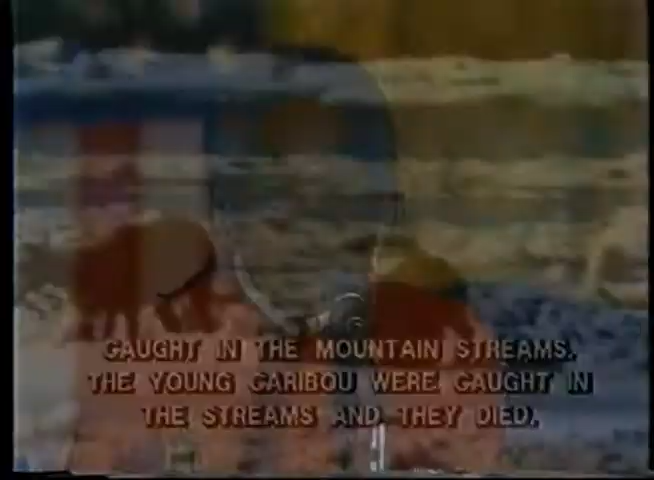 CAUGHT IN THE MOUNTAIN STREAMS.
THE YOUNG CARIBOU WERE CAUGHT IN
THE STREAMS AND THEY DIED.